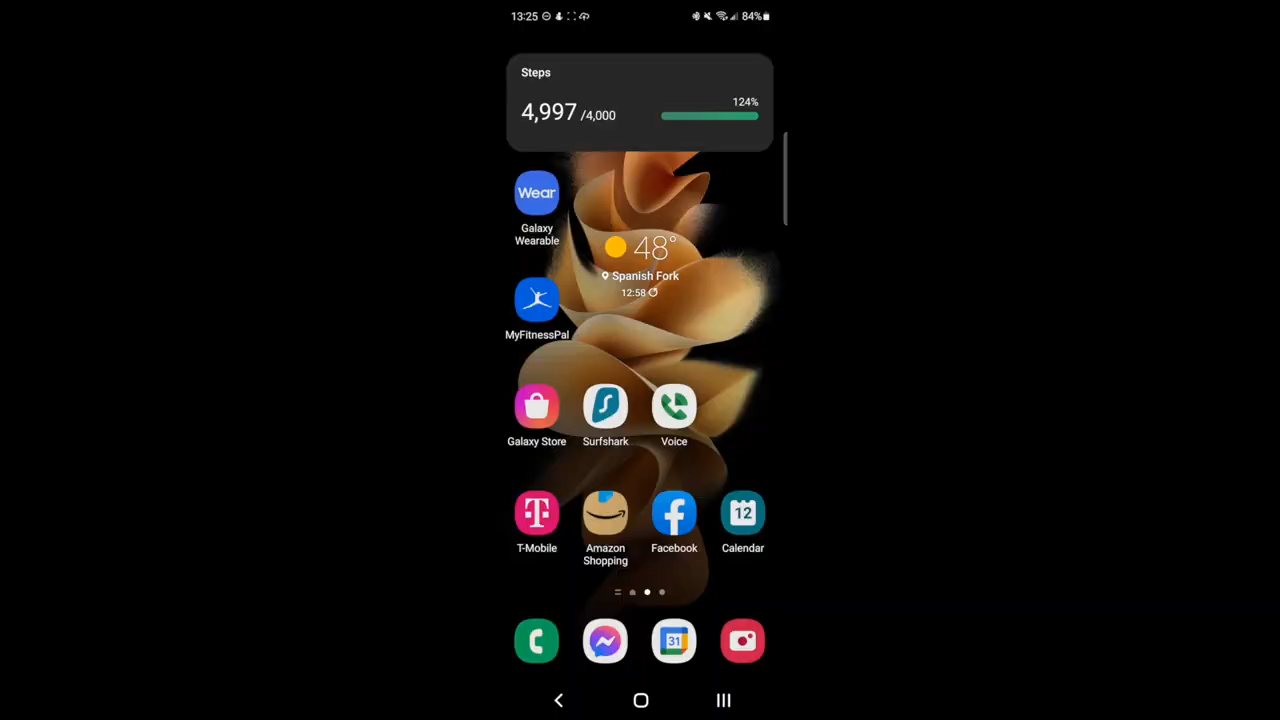 13:25
84%
Steps
4,997 /4,000
124%
Wear
Galaxy
Wearable
48°
Spanish Fork
12:58
MyFitnessPal
Galaxy Store
Surfshark
Voice
12
T-Mobile
Amazon
Shopping
Facebook
Calendar
31